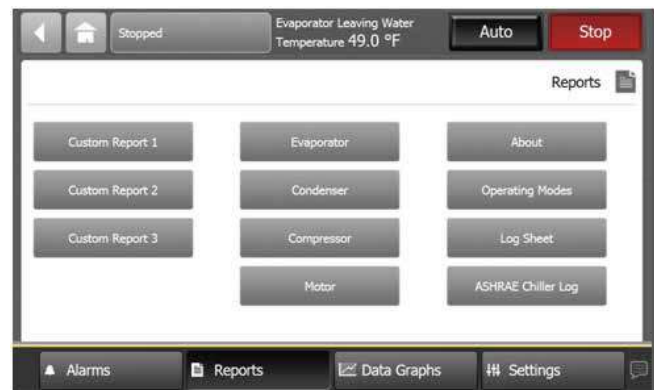 Stopped
Evaporator Leaving Water
Temperature 49.0 °F
Auto
Stop
Reports
Custom Report 1
Evaporator
About
Custom Report 2
Condenser
Operating Modes
Custom Report 3
Compressor
Log Sheet
Motor
ASHRAE Chiller Log
Alarms
Reports
Data Graphs
Settings